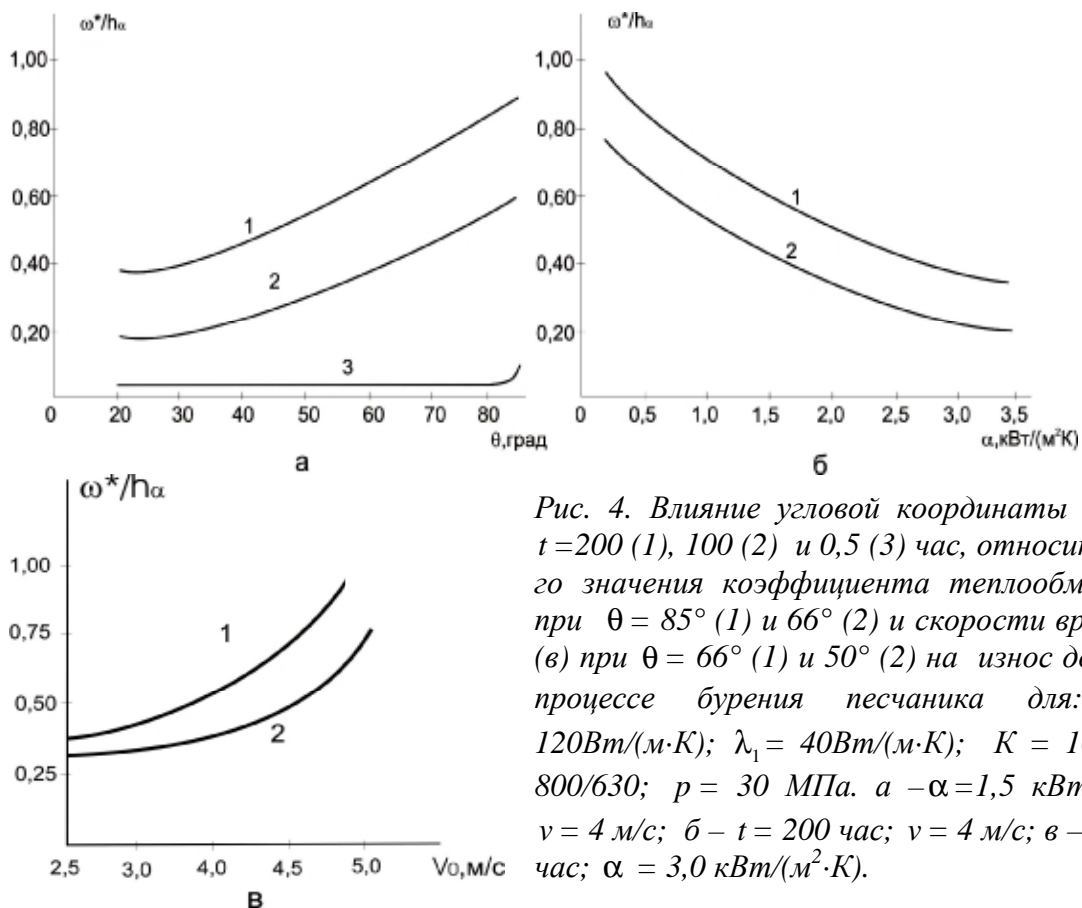 ω*/hα
1,00
0,80
0,60
0,40
0,20
0
1
2
3
20 30 40 50 60 70 80
θ,град
а
ω*/hα
1,00
0,80
0,60
0,40
0,20
1
2
0 0,5 1,0 1,5 2,0 2,5 3,0 3,5
α,кВт/(м²К)
б
ω*/hα
1,00
0,75
0,50
0,25
1
2
2,5 3,0 4,0 4,5 5,0
V0,м/с
в
Рис. 4. Влияние угловой координаты
t =200 (1), 100 (2) и 0,5 (3) час, относит
го значения коэффициента теплообм
при θ = 85° (1) и 66° (2) и скорости вр
(в) при θ = 66° (1) и 50° (2) на износ д
процессе бурения песчаника для:
120Вт/(м·К); λ₁ = 40Вт/(м·К); К = 1
800/630; p = 30 МПа. а –α =1,5 кВт
v = 4 м/с; б – t = 200 час; v = 4 м/с; в –
час; α = 3,0 кВт/(м²·К).